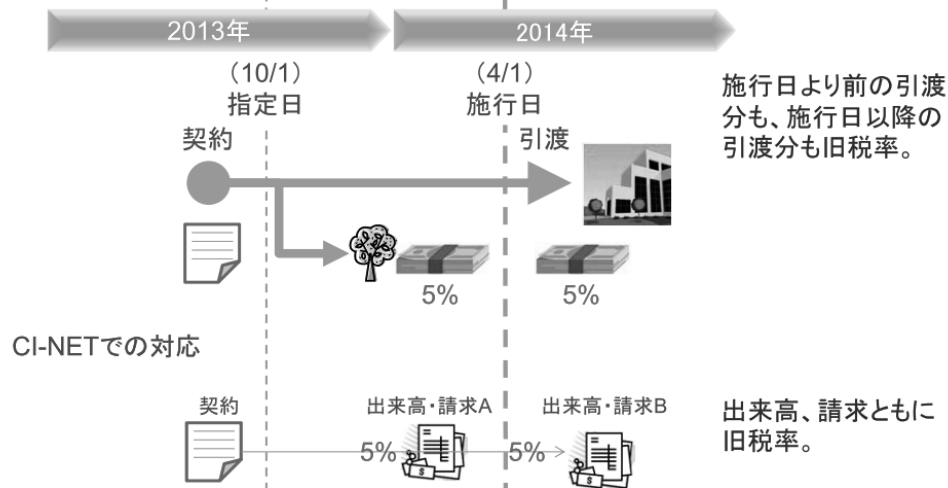 2013年
2014年
（10/1）
指定日
（4/1）
施行日
契約
引渡
施行日より前の引渡
分も、施行日以降の
引渡分も旧税率。
5%
5%
CI-NETでの対応
契約
出来高・請求A
出来高・請求B
5%
5%
$
$
出来高、請求ともに
旧税率。